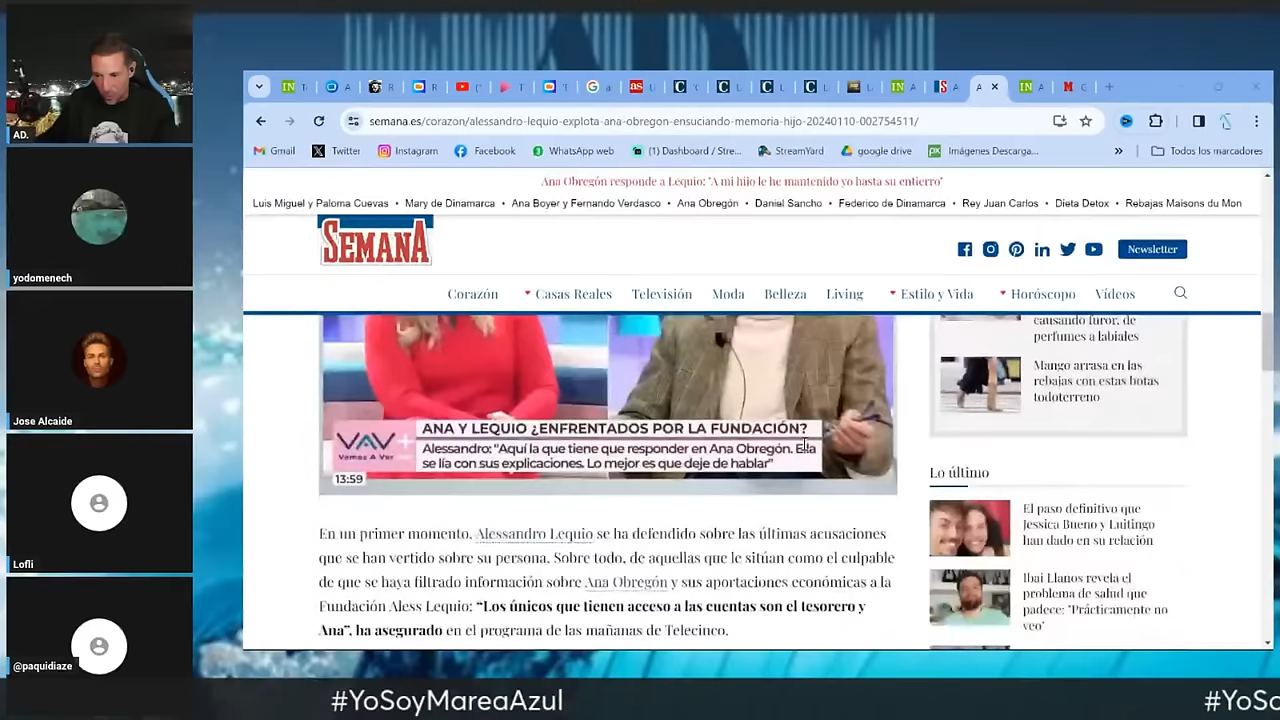 AD.
yodomenech
Jose Alcaide
Lofli
@paquidiaze
semana.es/corazon/alessandro-lequio-explota-ana-obregon-ensuciando-memoria-hijo-20240110-002754511/
Gmail
Twitter
Instagram
Facebook
WhatsApp web
(1) Dashboard / Stre...
StreamYard
google drive
Imágenes Descarga...
»
Todos los marcadores
Ana Obregón responde a Lequio: "A mi hijo le he mantenido yo hasta su entierro"
Luis Miguel y Paloma Cuevas • Mary de Dinamarca • Ana Boyer y Fernando Verdasco • Ana Obregón • Daniel Sancho • Federico de Dinamarca • Rey Juan Carlos • Dieta Detox • Rebajas Maisons du Mon
SEMANA
Newsletter
Corazón
Casas Reales
Televisión
Moda
Belleza
Living
Estilo y Vida
Horóscopo
Vídeos
ANA Y LEQUIO ¿ENFRENTADOS POR LA FUNDACIÓN?
VAV+
Vamos A Ver
Alessandro: "Aquí la que tiene que responder en Ana Obregón. Ella
se lía con sus explicaciones. Lo mejor es que deje de hablar"
13:59
En un primer momento, Alessandro Lequio se ha defendido sobre las últimas acusaciones
que se han vertido sobre su persona. Sobre todo, de aquellas que le sitúan como el culpable
de que se haya filtrado información sobre Ana Obregón y sus aportaciones económicas a la
Fundación Aless Lequio: “Los únicos que tienen acceso a las cuentas son el tesorero y
Ana”, ha asegurado en el programa de las mañanas de Telecinco.
causando furor, de
perfumes a labiales
Mango arrasa en las
rebajas con estas botas
todoterreno
Lo último
El paso definitivo que
Jessica Bueno y Luitingo
han dado en su relación
Ibai Llanos revela el
problema de salud que
padece: "Prácticamente no
veo"
#YoSoyMareaAzul
#YoSo